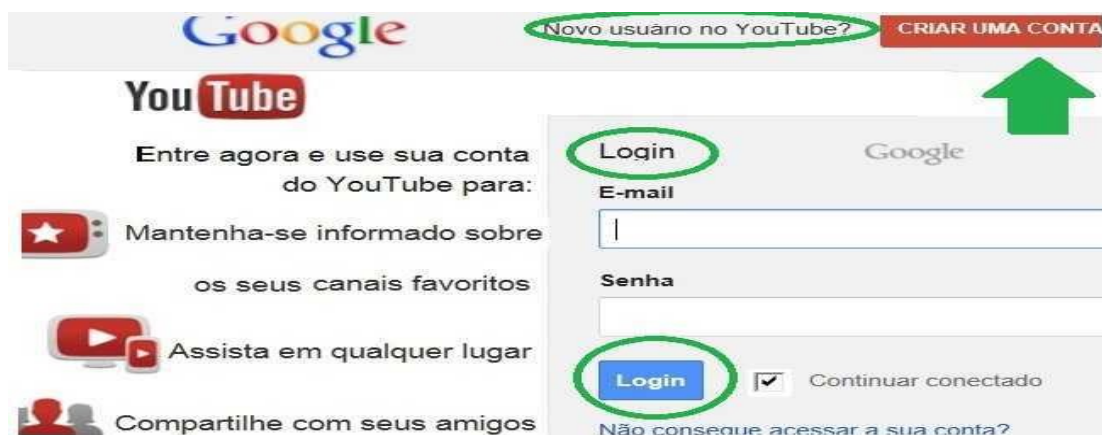 Google
Novo usuário no YouTube?
CRIAR UMA CONTA
You Tube
Entre agora e use sua conta
do YouTube para:
Mantenha-se informado sobre
os seus canais favoritos
Assista em qualquer lugar
Compartilhe com seus amigos
Login
Google
E-mail
Senha
Login
Continuar conectado
Não consegue acessar a sua conta?